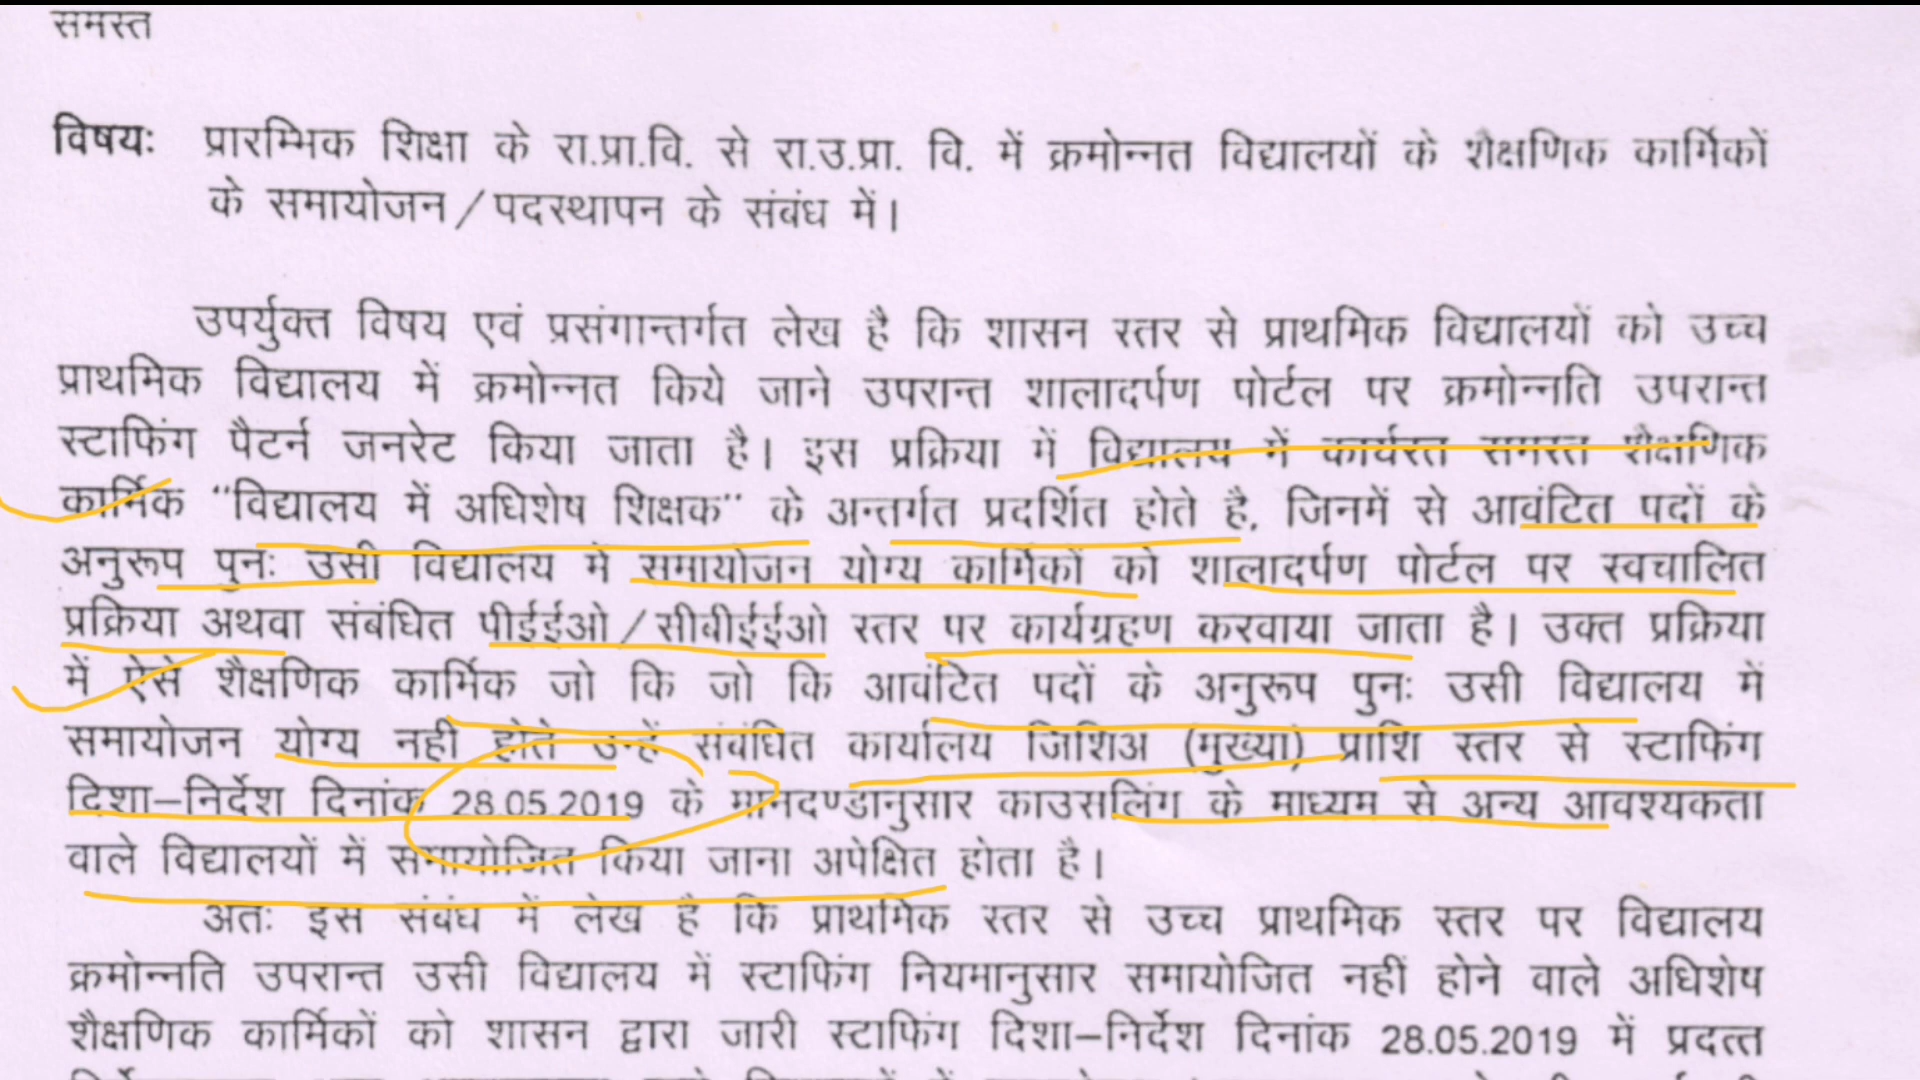 समस्त
विषयः प्रारम्भिक शिक्षा के रा.प्रा.वि. से रा.उ.प्रा. वि. में क्रमोन्नत विद्यालयों के शैक्षणिक कार्मिकों
के समायोजन/पदस्थापन के संबंध में।
उपर्युक्त विषय एवं प्रसंगान्तर्गत लेख है कि शासन स्तर से प्राथमिक विद्यालयों को उच्च
प्राथमिक विद्यालय में क्रमोन्नत किये जाने उपरान्त शालादर्पण पोर्टल पर क्रमोन्नति उपरान्त
स्टाफिंग पैटर्न जनरेट किया जाता है। इस प्रक्रिया में विद्यालय में कार्यरत समस्त शैक्षणिक
कार्मिक “विद्यालय में अधिशेष शिक्षक” के अन्तर्गत प्रदर्शित होते है, जिनमें से आवंटित पदों के
अनुरूप पुनः उसी विद्यालय में समायोजन योग्य कार्मिकों को शालादर्पण पोर्टल पर स्वचालित
प्रक्रिया अथवा संबंधित पीईईओ/सीबीईईओ स्तर पर कार्यग्रहण करवाया जाता है। उक्त प्रक्रिया
में ऐसे शैक्षणिक कार्मिक जो कि जो कि आवंटित पदों के अनुरूप पुनः उसी विद्यालय में
समायोजन योग्य नही होते उन्हें संबंधित कार्यालय जिशिअ (मुख्या) प्राशि स्तर से स्टाफिंग
दिशा–निर्देश दिनांक 28.05.2019 के मानदण्डानुसार काउसलिंग के माध्यम से अन्य आवश्यकता
वाले विद्यालयों में समायोजित किया जाना अपेक्षित होता है।
अतः इस संबंध में लेख है कि प्राथमिक स्तर से उच्च प्राथमिक स्तर पर विद्यालय
क्रमोन्नति उपरान्त उसी विद्यालय में स्टाफिंग नियमानुसार समायोजित नहीं होने वाले अधिशेष
शैक्षणिक कार्मिकों को शासन द्वारा जारी स्टाफिंग दिशा–निर्देश दिनांक 28.05.2019 में प्रदत्त